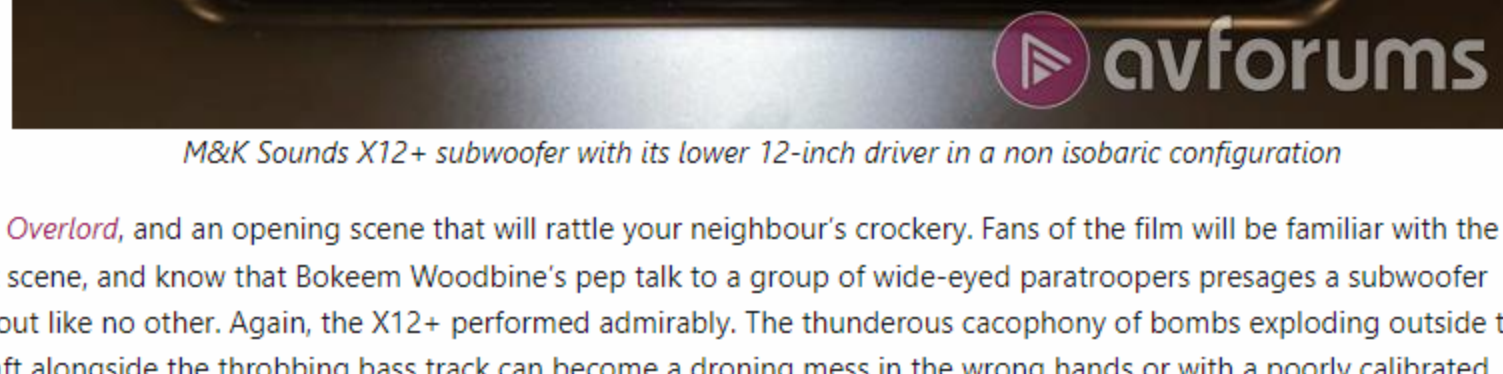 avforums
M&K Sounds X12+ subwoofer with its lower 12-inch driver in a non isobaric configuration
Overlord, and an opening scene that will rattle your neighbour's crockery. Fans of the film will be familiar with the
scene, and know that Bokeem Woodbine's pep talk to a group of wide-eyed paratroopers presages a subwoofer
out like no other. Again, the X12+ performed admirably. The thunderous cacophony of bombs exploding outside
alongside the throbbing bass track can become a droning mess in the wrong hands or with a poorly calibrated